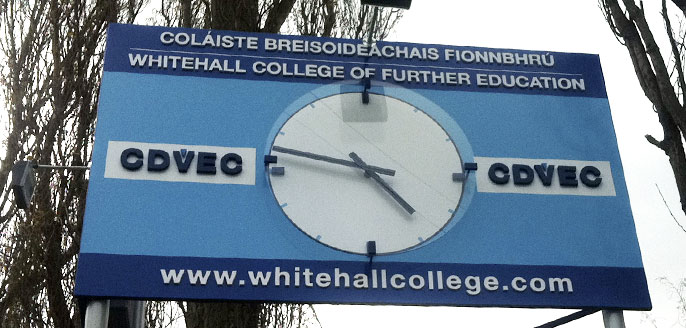 COLÁISTE BREISOIDEACHAIS FIONNBHRÚ
WHITEHALL COLLEGE OF FURTHER EDUCATION
CDVEC
CDVEC
www.whitehallcollege.com